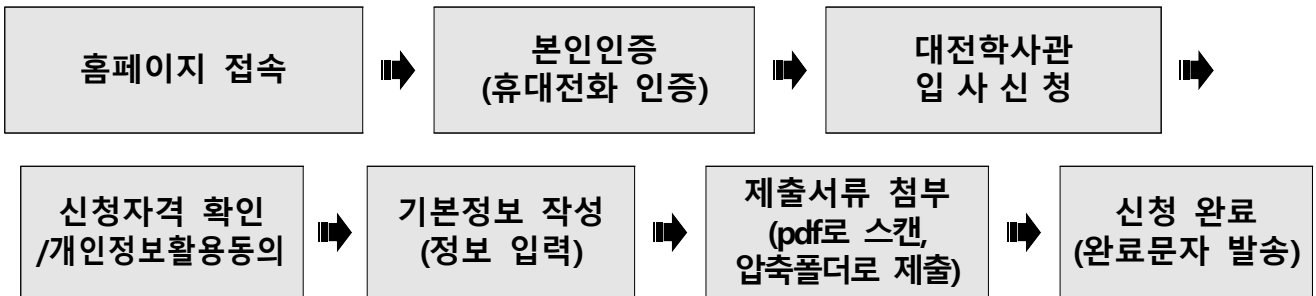 홈페이지 접속
본인인증
(휴대전화 인증)
대전학사관
입 사 신 청
신청자격 확인
/개인정보활용동의
기본정보 작성
(정보 입력)
제출서류 첨부
(pdf로 스캔,
압축폴더로 제출)
신청 완료
(완료문자 발송)